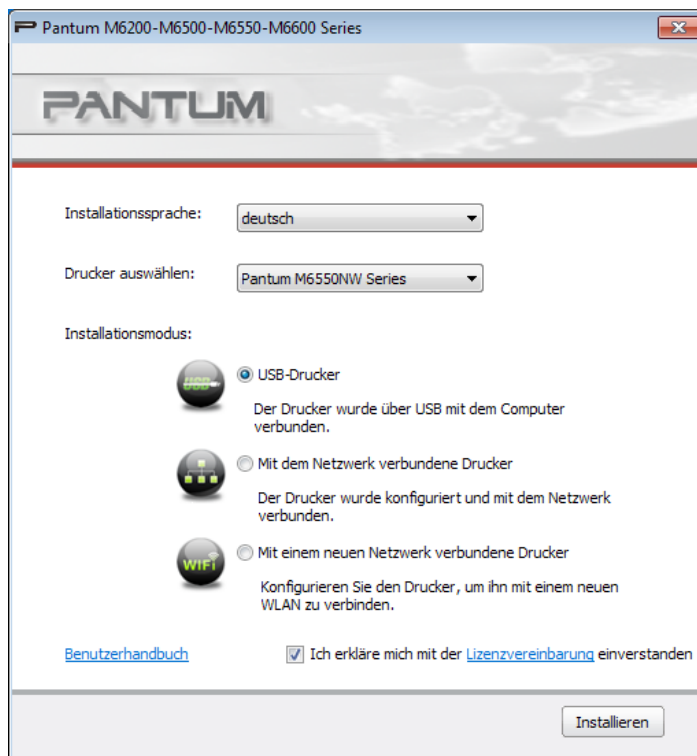 Pantum M6200-M6500-M6550-M6600 Series
PANTUM
Installationssprache:
deutsch
Drucker auswählen:
Pantum M6550NW Series
Installationsmodus:
USB
USB-Drucker
Der Drucker wurde über USB mit dem Computer
verbunden.
Mit dem Netzwerk verbundene Drucker
Der Drucker wurde konfiguriert und mit dem Netzwerk
verbunden.
WiFi
Mit einem neuen Netzwerk verbundene Drucker
Konfigurieren Sie den Drucker, um ihn mit einem neuen
WLAN zu verbinden.
Benutzerhandbuch
Ich erkläre mich mit der Lizenzvereinbarung einverstanden
Installieren